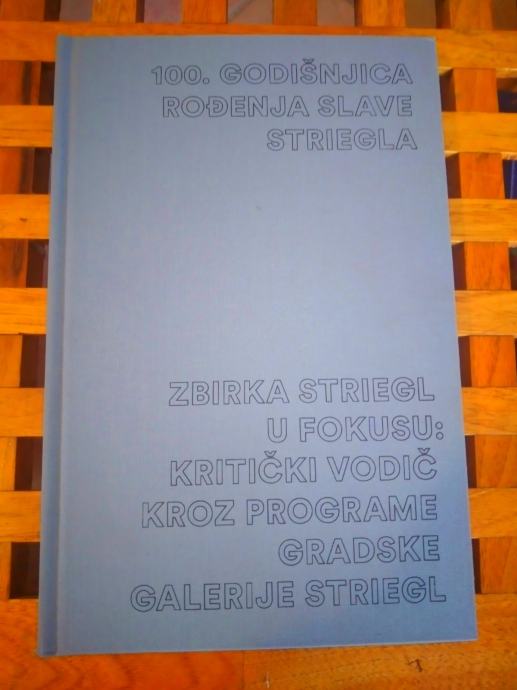 100. GODIŠNJICA
ROĐENJA SLAVE
STRIEGLA
ZBIRKA STRIEGL
U FOKUSU:
KRITIČKI VODIČ
KROZ PROGRAME
GRADSKE
GALERIJE STRIEGL